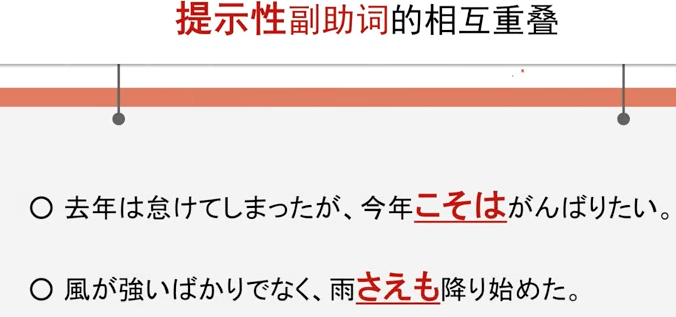 提示性副助词的相互重叠
○ 去年は怠けてしまったが、今年こそはがんばりたい。
○ 風が強いばかりでなく、雨さえも降り始めた。